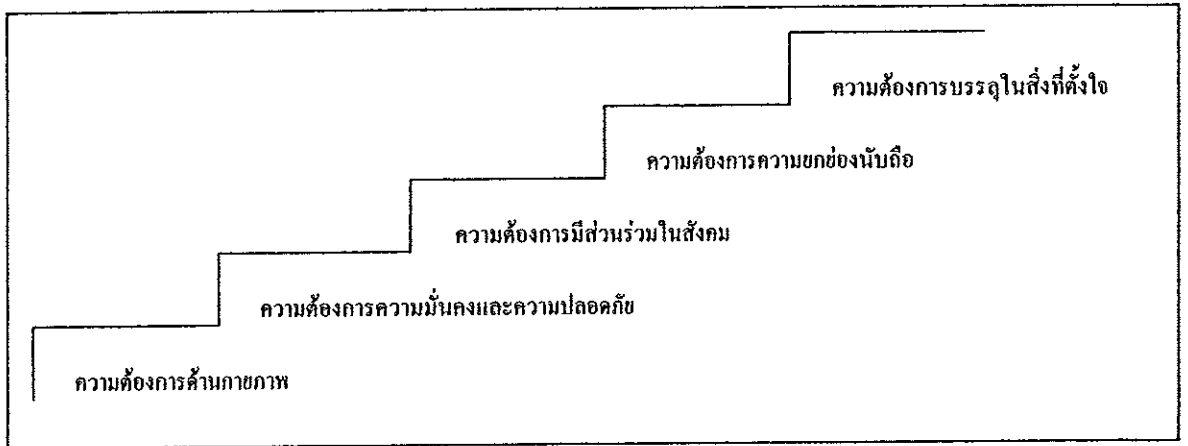 ความต้องการบรรลุในสิ่งที่ตั้งใจ
ความต้องการความยกย่องนับถือ
ความต้องการมีส่วนร่วมในสังคม
ความต้องการความมั่นคงและความปลอดภัย
ความต้องการด้านกายภาพ